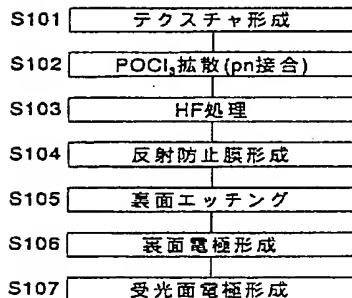 S101 テクスチャ形成
S102 POCl₃拡散(pn接合)
S103 HF処理
S104 反射防止膜形成
S105 裏面エッチング
S106 裏面電極形成
S107 受光面電極形成